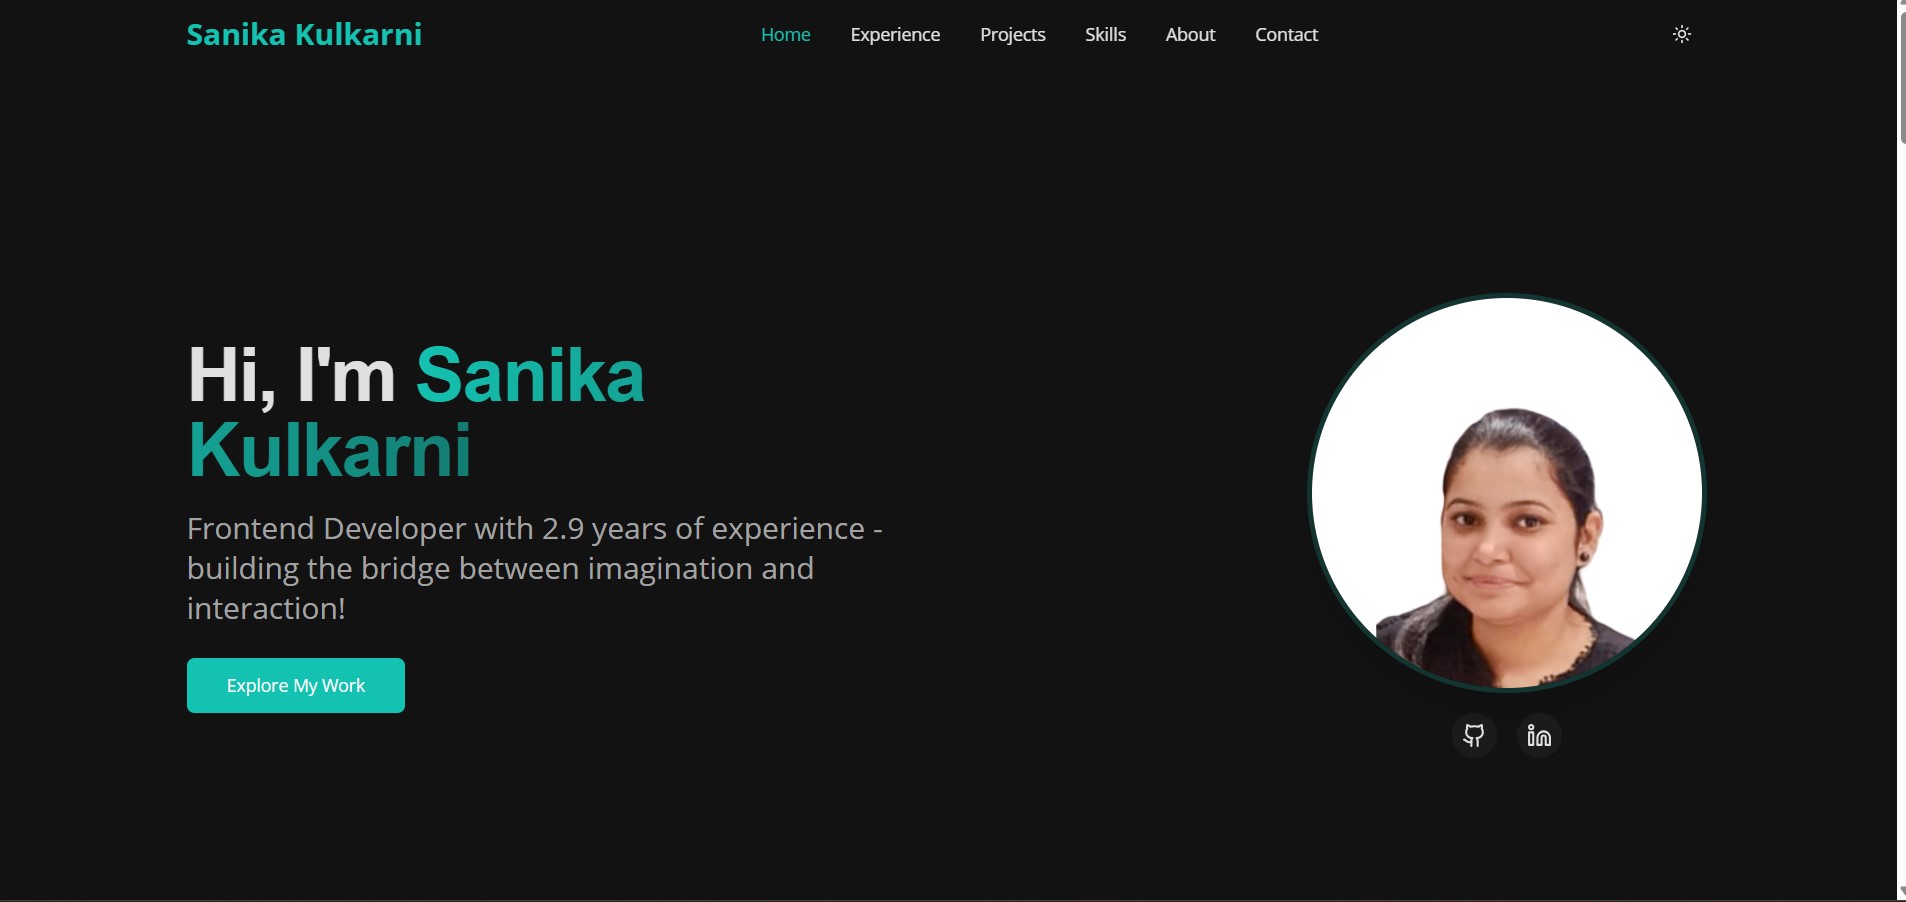 Sanika Kulkarni
Home Experience Projects Skills About Contact
Hi, I'm Sanika
Kulkarni
Frontend Developer with 2.9 years of experience -
building the bridge between imagination and
interaction!
Explore My Work